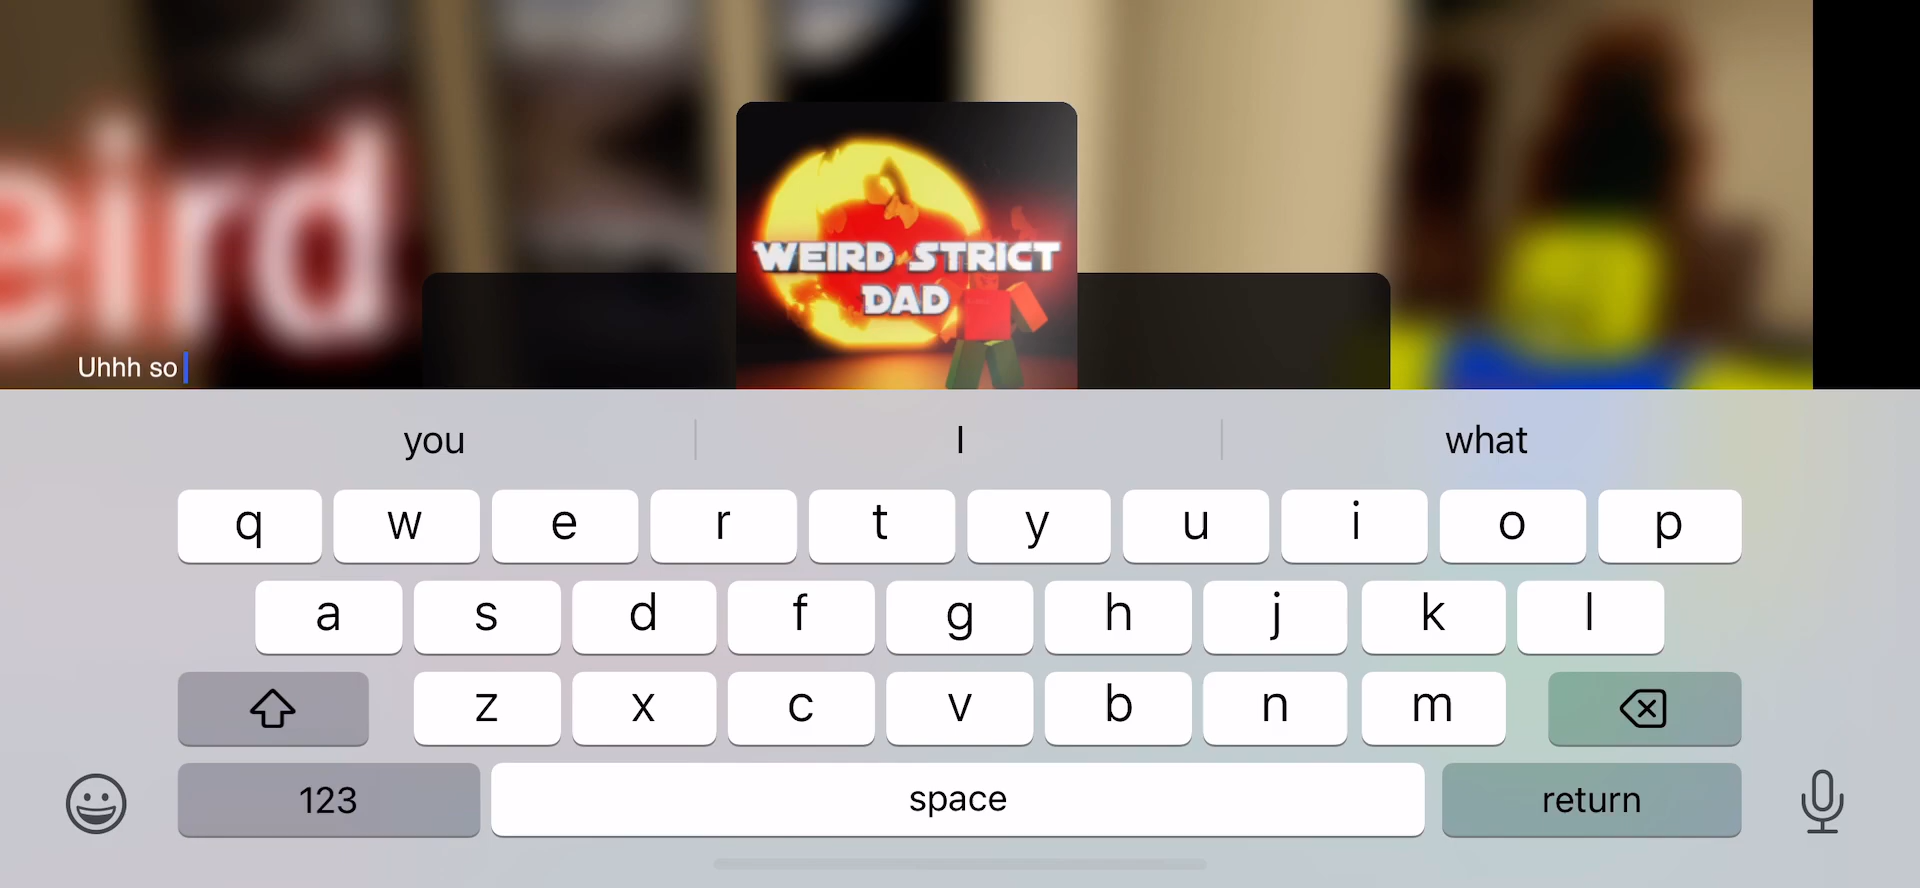 eird
WEIRD STRICT
DAD
Uhhh so
you I what
q w e r t y u i o p
a s d f g h j k l
z x c v b n m
123 space return